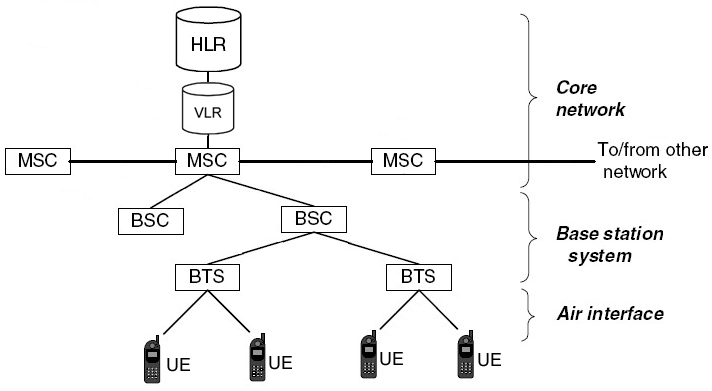 HLR
VLR
Core
network
MSC
MSC
MSC
To/from other
network
BSC
BSC
Base station
system
BTS
BTS
Air interface
UE
UE
UE
UE